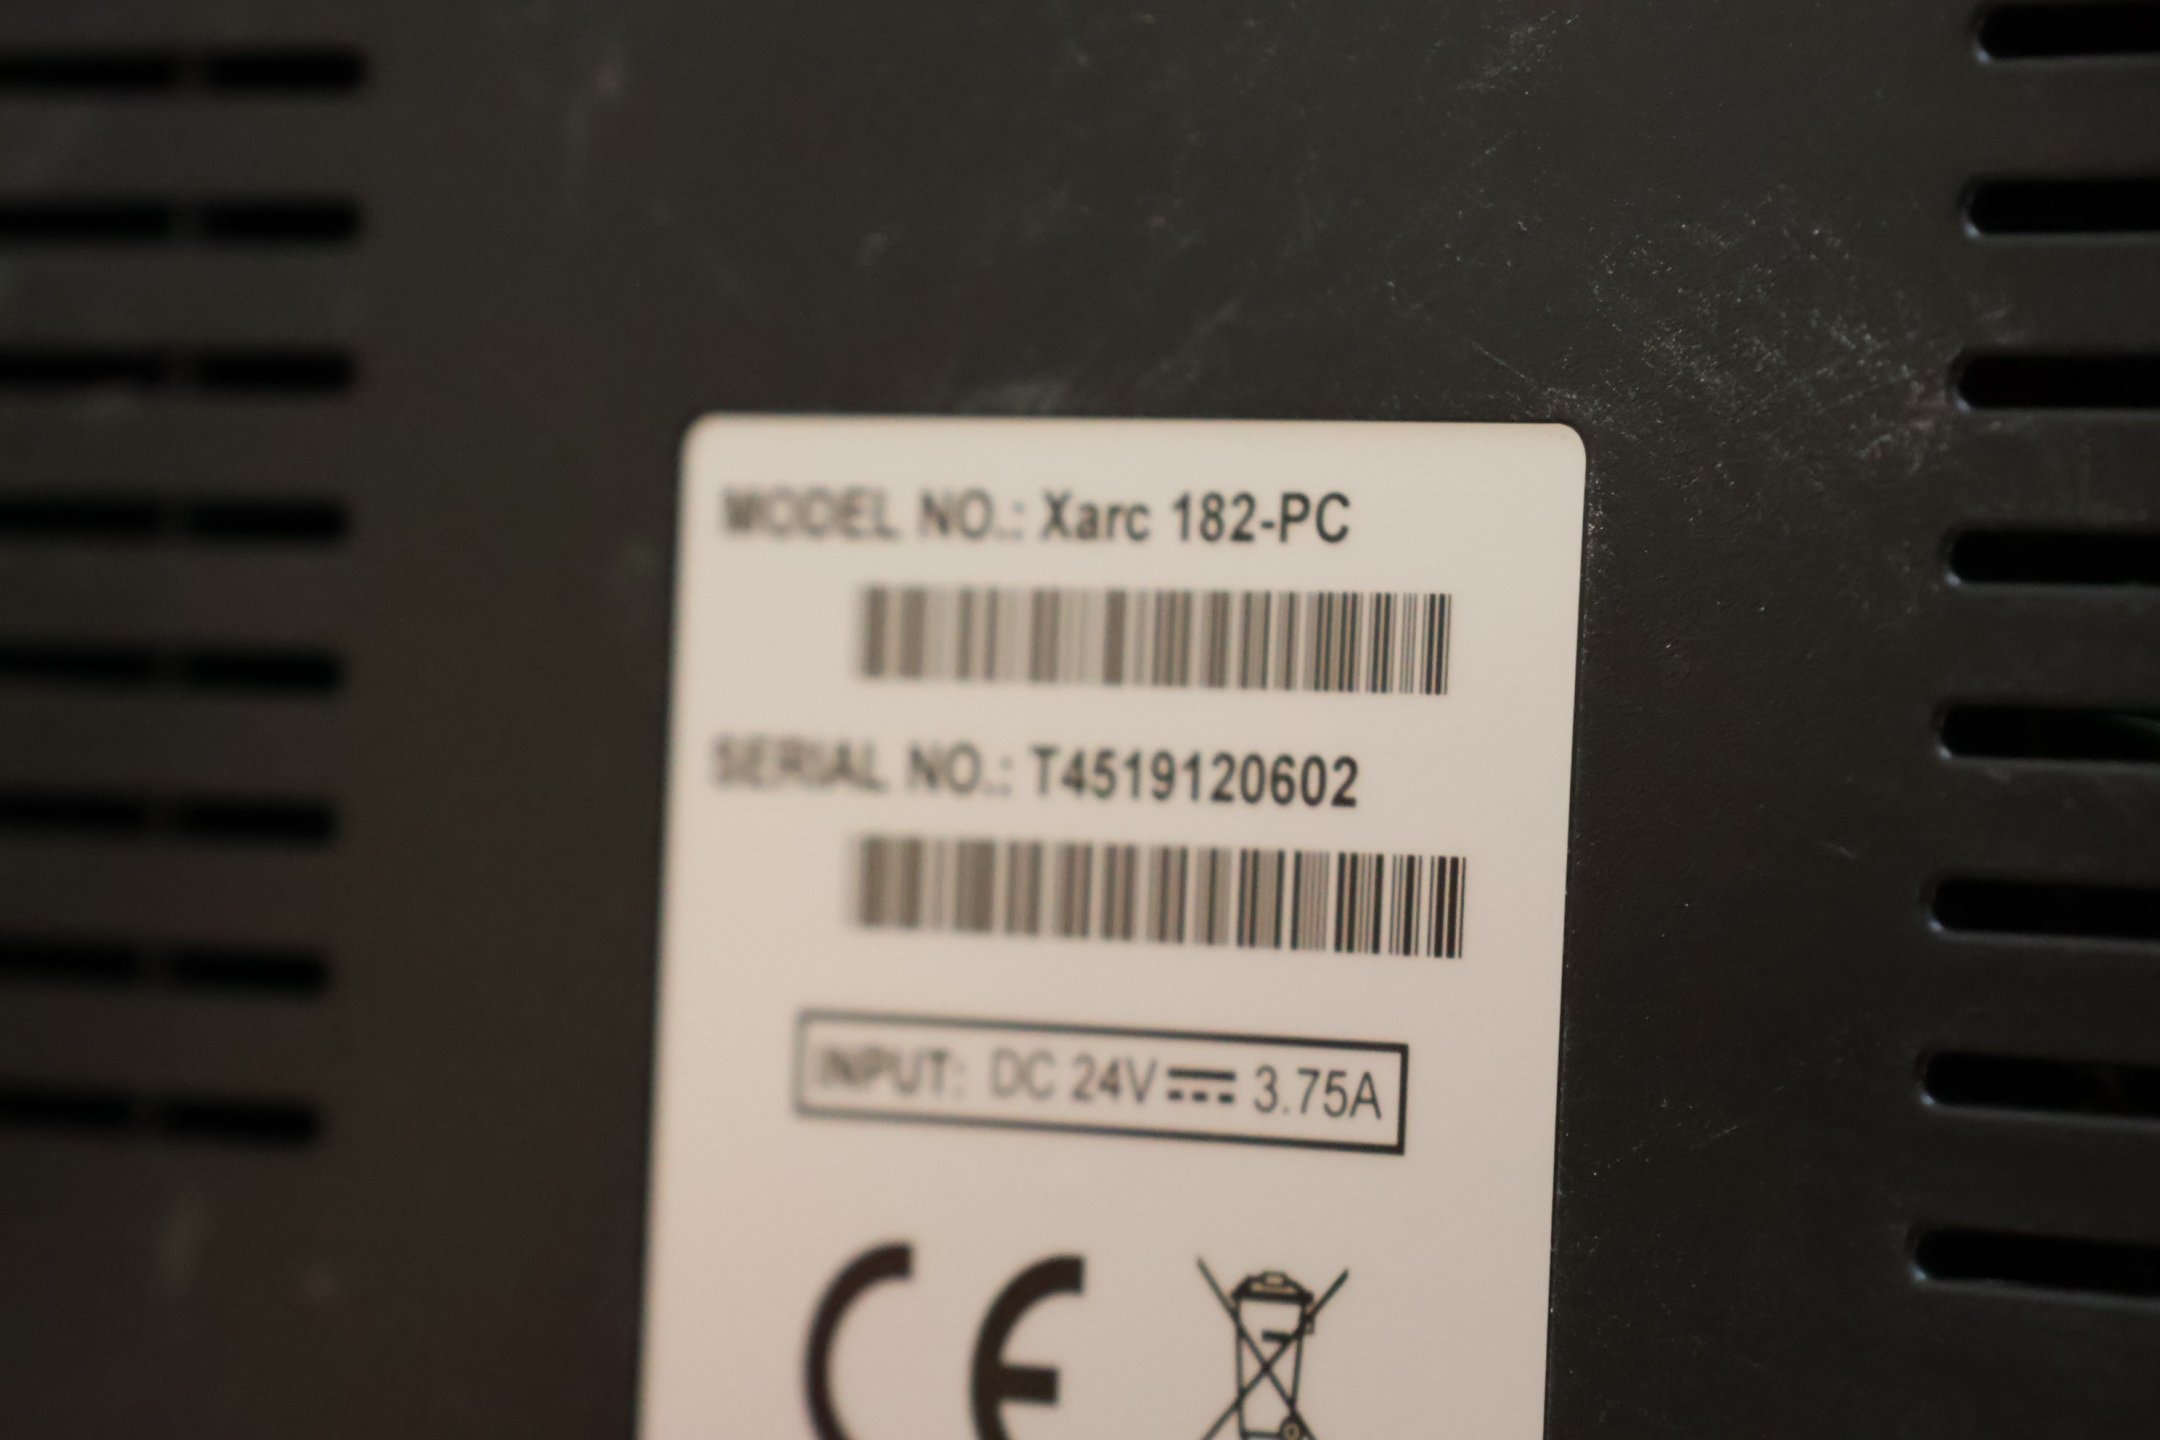 MODEL NO.: Xarc 182-PC
SERIAL NO.: T4519120602
INPUT: DC 24V⎓3.75A
CE